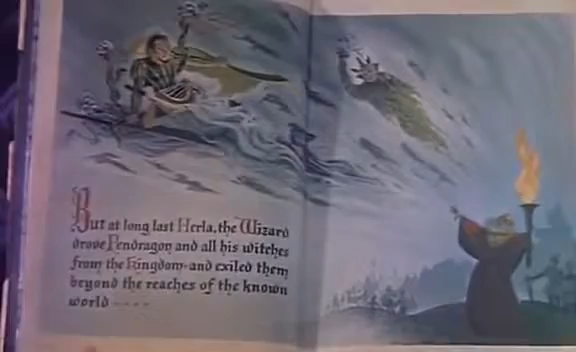 But at long last Herla, the Wizard
drove Pendragon and all his witches
from the Kingdom - and exiled them
beyond the reaches of the known
world - - - -